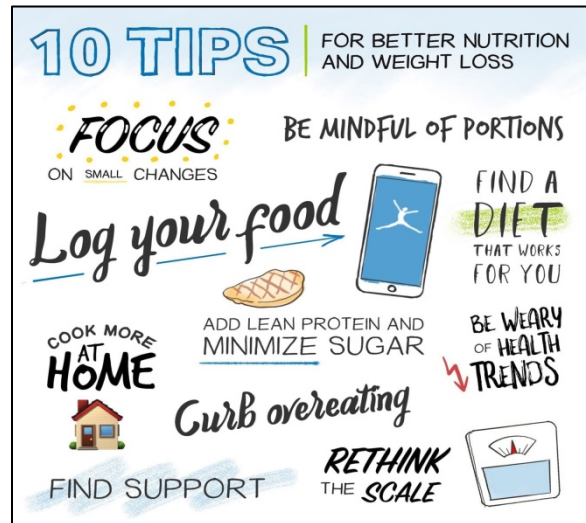 10 TIPS
FOR BETTER NUTRITION
AND WEIGHT LOSS
FOCUS
ON SMALL CHANGES
BE MINDFUL OF PORTIONS
Log your food
FIND A
DIET
THAT WORKS
FOR YOU
ADD LEAN PROTEIN AND
MINIMIZE SUGAR
COOK MORE
AT
HOME
BE WEARY
OF HEALTH
TRENDS
Curb overeating
FIND SUPPORT
RETHINK
THE SCALE